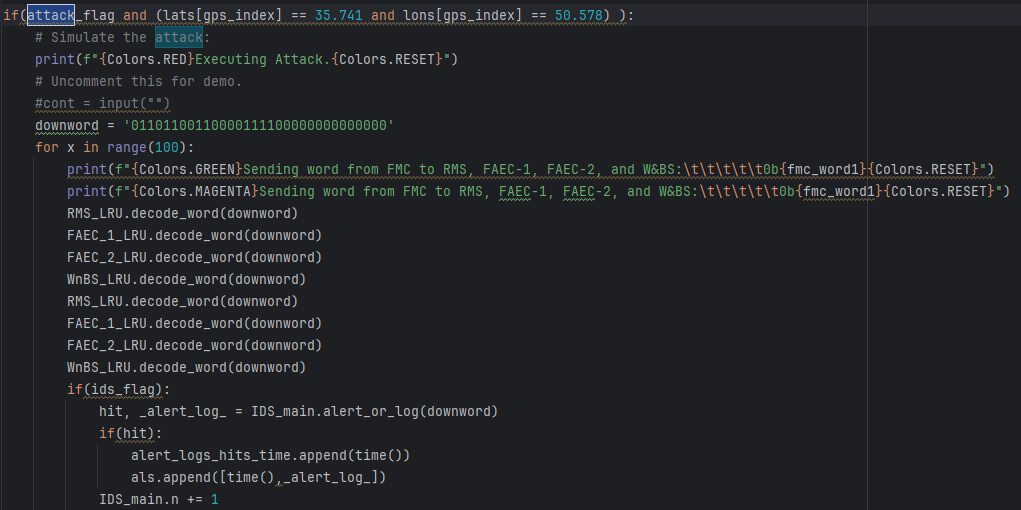 if(attack_flag and (lats[gps_index] == 35.741 and lons[gps_index] == 50.578) ):
# Simulate the attack:
print(f"{Colors.RED}Executing Attack.{Colors.RESET}")
# Uncomment this for demo.
#cont = input("")
downword = '01101100110000111100000000000000'
for x in range(100):
print(f"{Colors.GREEN}Sending word from FMC to RMS, FAEC-1, FAEC-2, and W&BS:\t\t\t\t\t0b{fmc_word1}{Colors.RESET}")
print(f"{Colors.MAGENTA}Sending word from FMC to RMS, FAEC-1, FAEC-2, and W&BS:\t\t\t\t\t0b{fmc_word1}{Colors.RESET}")
RMS_LRU.decode_word(downword)
FAEC_1_LRU.decode_word(downword)
FAEC_2_LRU.decode_word(downword)
WnBS_LRU.decode_word(downword)
RMS_LRU.decode_word(downword)
FAEC_1_LRU.decode_word(downword)
FAEC_2_LRU.decode_word(downword)
WnBS_LRU.decode_word(downword)
if(ids_flag):
hit, _alert_log_ = IDS_main.alert_or_log(downword)
if(hit):
alert_logs_hits_time.append(time())
als.append([time(),_alert_log_])
IDS_main.n += 1